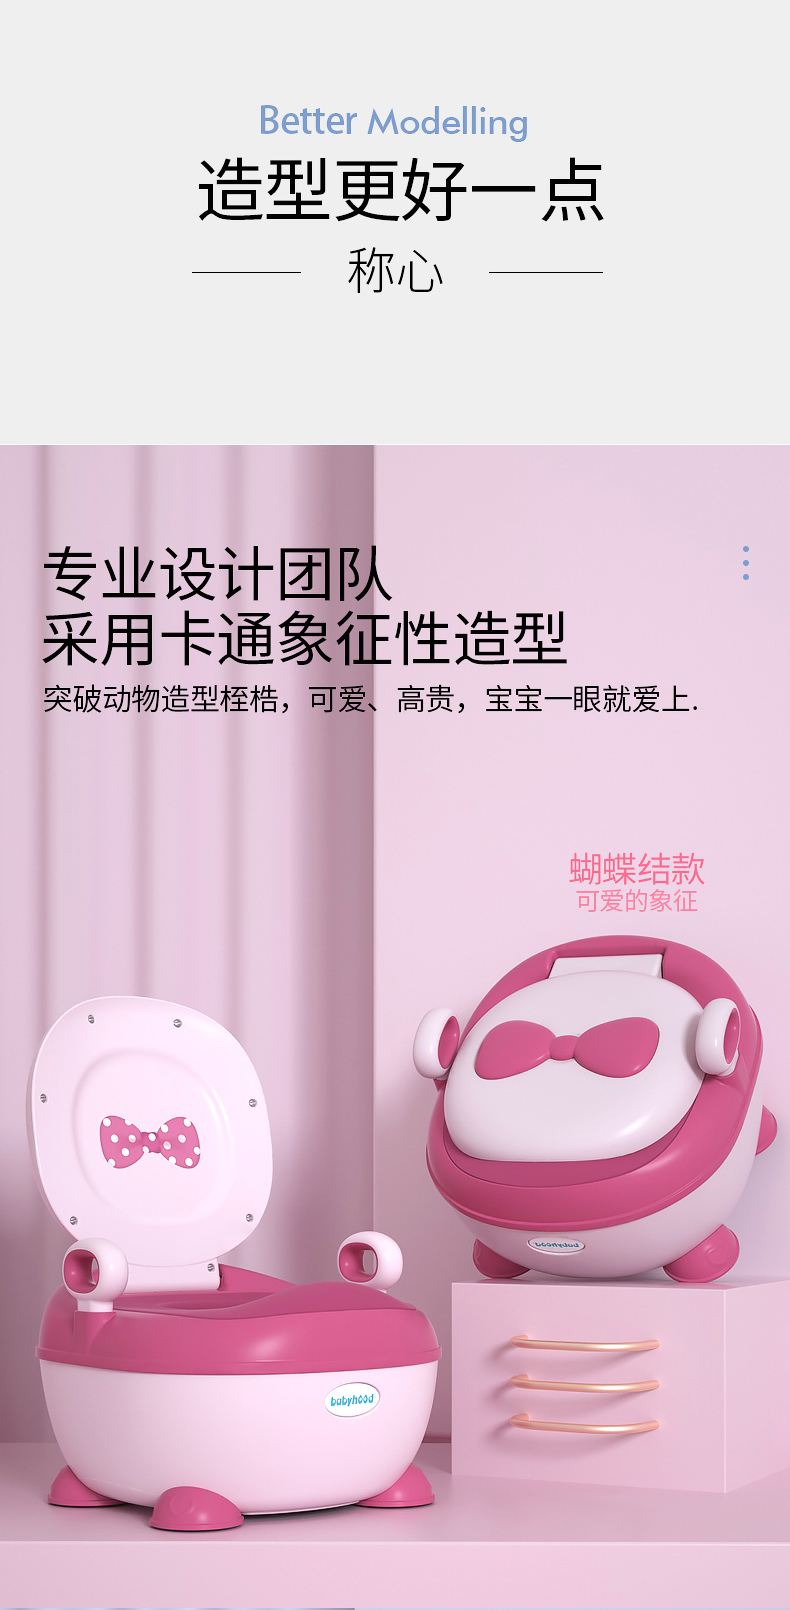 Better Modelling
造型更好一点
称心
专业设计团队
采用卡通象征性造型
突破动物造型桎梏，可爱、高贵，宝宝一眼就爱上.
蝴蝶结款
可爱的象征
babyhood
babyhood